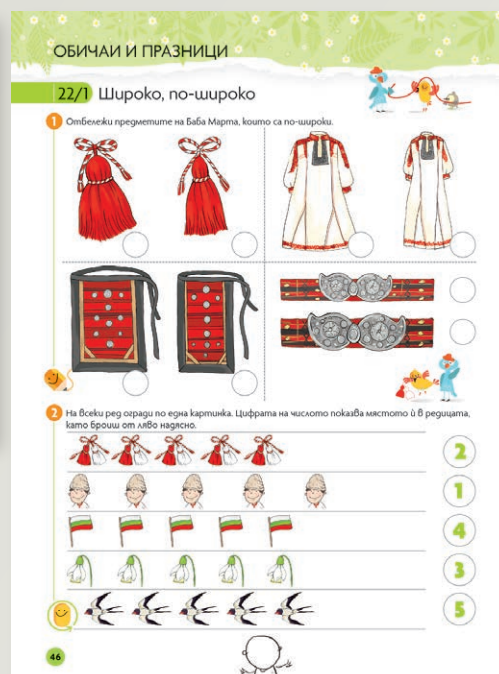 ОБИЧАИ И ПРАЗНИЦИ
22/1 Широко, по-широко
1 Отбележи предметите на Баба Марта, които са по-широки.
2 На всеки ред огради по една картинка. Цифрата на числото показва мястото ѝ в редицата,
като броиш от ляво надясно.
2
1
4
3
5
46